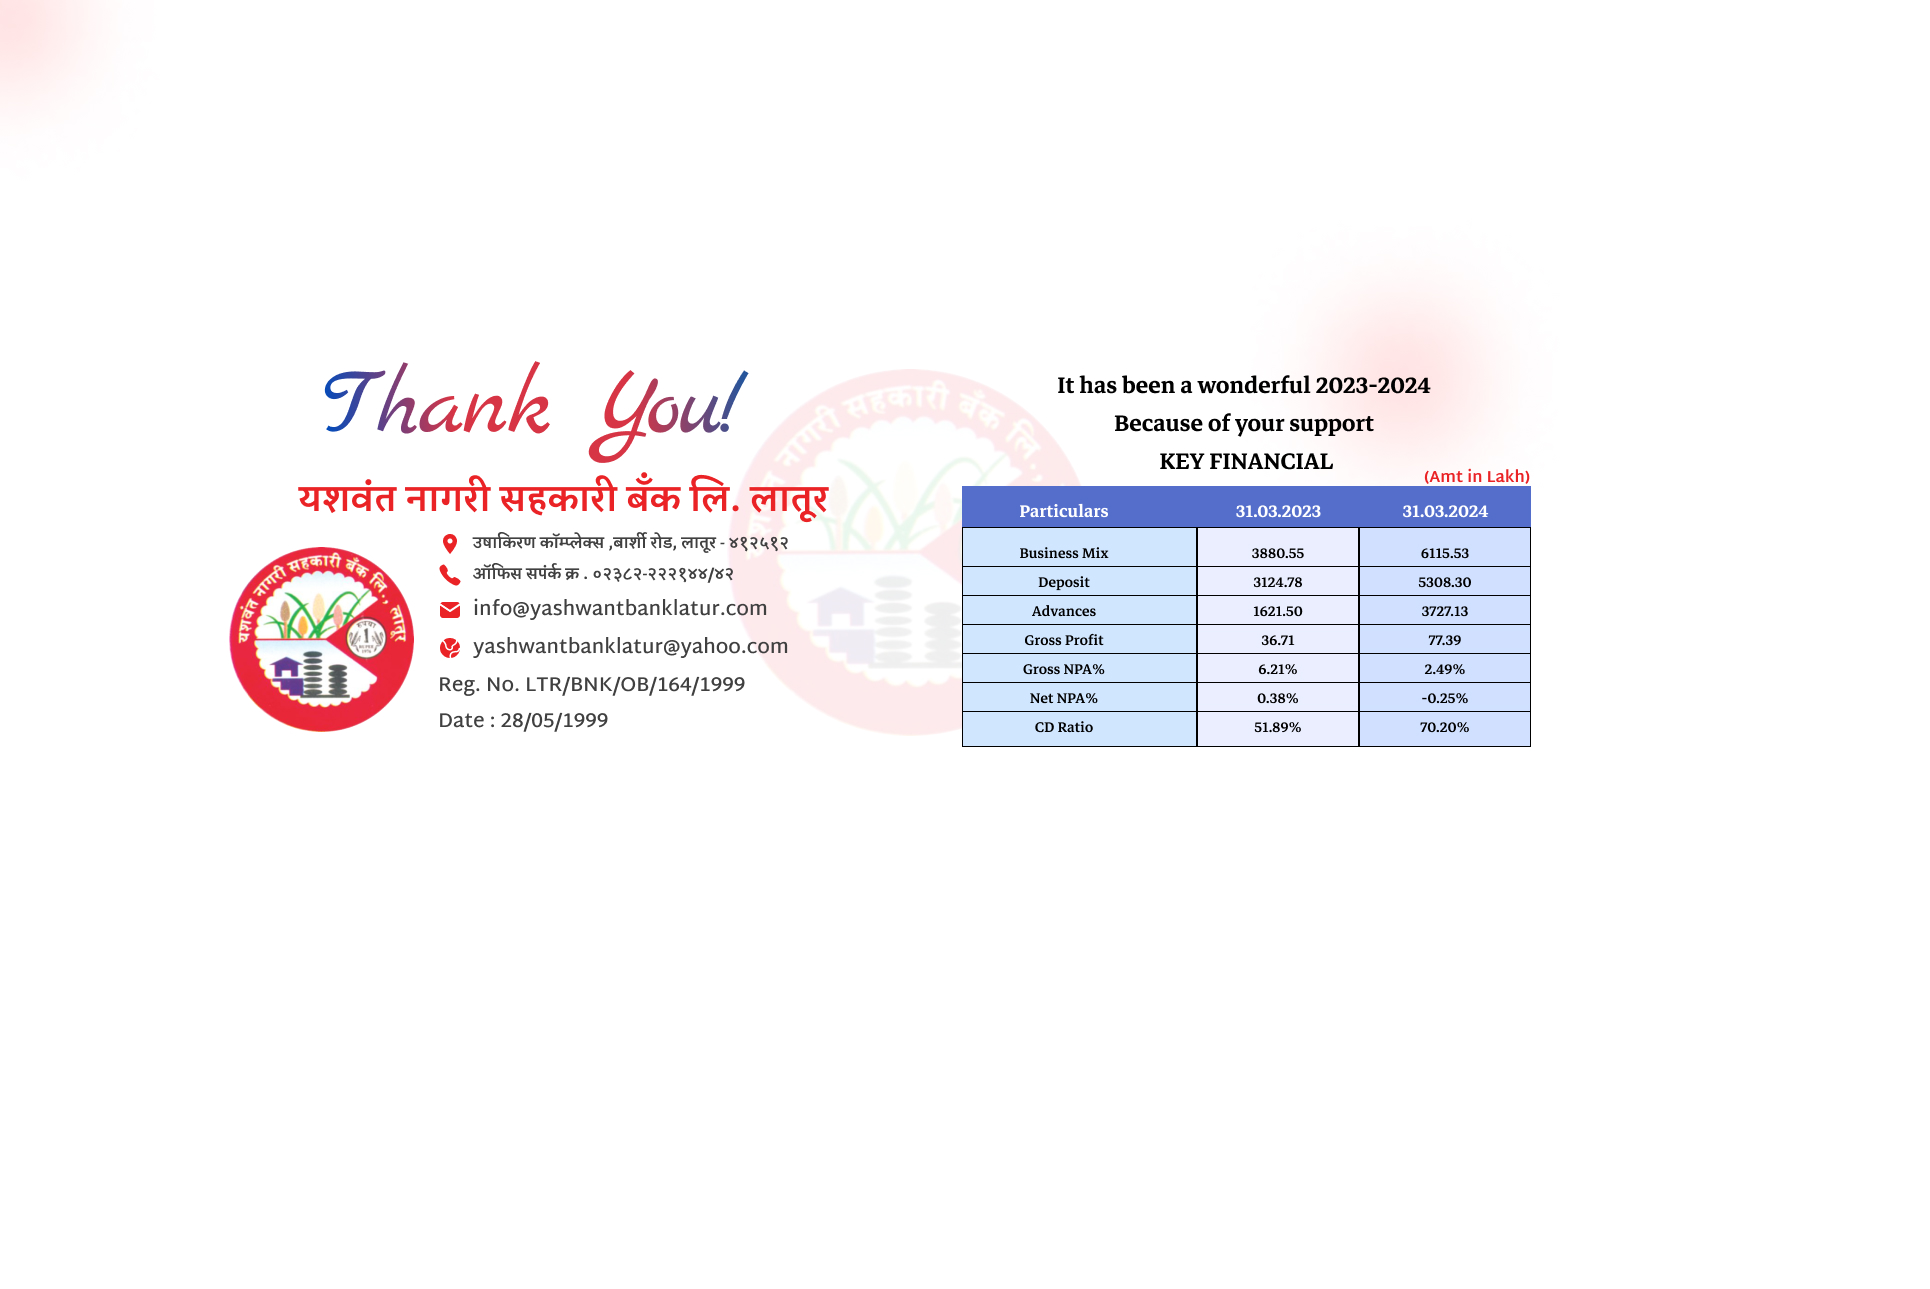 Thank You!
यशवंत नागरी सहकारी बँक लि. लातूर
उषाकिरण कॉम्प्लेक्स ,बार्शी रोड, लातूर - ४१२५१२
ऑफिस सपंर्क क्र . ०२३८२-२२२१४४/४२
info@yashwantbanklatur.com
yashwantbanklatur@yahoo.com
Reg. No. LTR/BNK/OB/164/1999
Date : 28/05/1999
यशवंत नागरी सहकारी बँक लि., लातूर
It has been a wonderful 2023-2024
Because of your support
KEY FINANCIAL
(Amt in Lakh)
Particulars 31.03.2023 31.03.2024
Business Mix 3880.55 6115.53
Deposit 3124.78 5308.30
Advances 1621.50 3727.13
Gross Profit 36.71 77.39
Gross NPA% 6.21% 2.49%
Net NPA% 0.38% -0.25%
CD Ratio 51.89% 70.20%